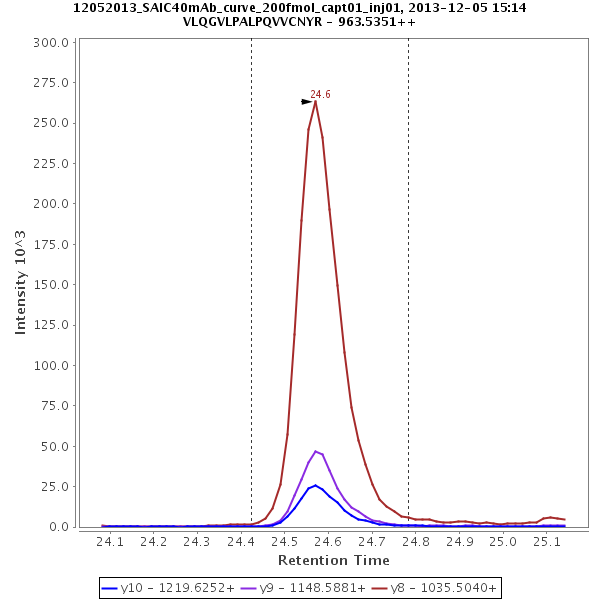 12052013_SAIC40mAb_curve_200fmol_capt01_inj01, 2013-12-05 15:14
VLQGVLPALPQVVCNYR - 963.5351++
300.0
275.0
250.0
225.0
200.0
175.0
150.0
125.0
100.0
75.0
50.0
25.0
0.0
Intensity 10^3
24.6
24.1 24.2 24.3 24.4 24.5 24.6 24.7 24.8 24.9 25.0 25.1
Retention Time
y10 - 1219.6252+ y9 - 1148.5881+ y8 - 1035.5040+